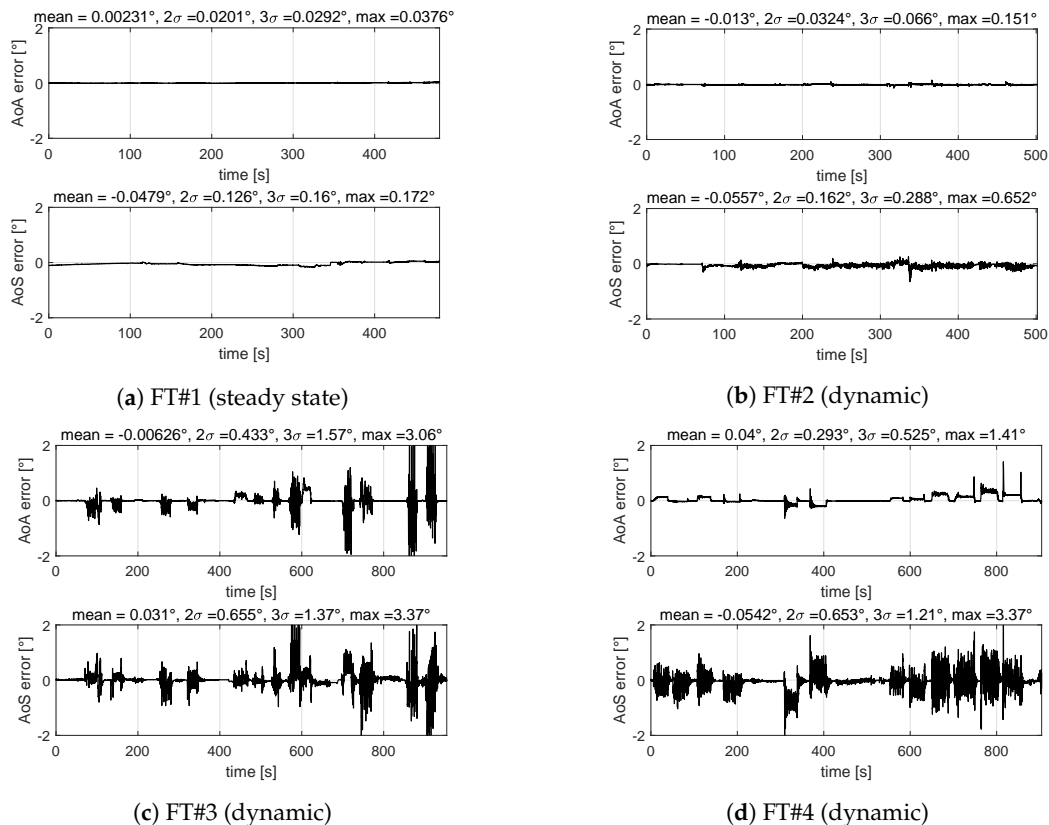 mean = 0.00231°, 2σ =0.0201°, 3σ =0.0292°, max =0.0376°
2
0
-2
AoA error [°]
0 100 200 300 400
time [s]
mean = -0.0479°, 2σ =0.126°, 3σ =0.16°, max =0.172°
2
0
-2
AoS error [°]
0 100 200 300 400
time [s]
(a) FT#1 (steady state)
mean = -0.013°, 2σ =0.0324°, 3σ =0.066°, max =0.151°
2
0
-2
AoA error [°]
0 100 200 300 400 500
time [s]
mean = -0.0557°, 2σ =0.162°, 3σ =0.288°, max =0.652°
2
0
-2
AoS error [°]
0 100 200 300 400 500
time [s]
(b) FT#2 (dynamic)
mean = -0.00626°, 2σ =0.433°, 3σ =1.57°, max =3.06°
2
0
-2
AoA error [°]
0 200 400 600 800
time [s]
mean = 0.031°, 2σ =0.655°, 3σ =1.37°, max =3.37°
2
0
-2
AoS error [°]
0 200 400 600 800
time [s]
(c) FT#3 (dynamic)
mean = 0.04°, 2σ =0.293°, 3σ =0.525°, max =1.41°
2
0
-2
AoA error [°]
0 200 400 600 800
time [s]
mean = -0.0542°, 2σ =0.653°, 3σ =1.21°, max =3.37°
2
0
-2
AoS error [°]
0 200 400 600 800
time [s]
(d) FT#4 (dynamic)